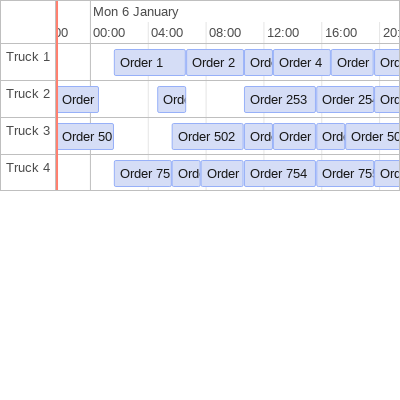 Mon 6 January
00 00:00 04:00 08:00 12:00 16:00 20:
Truck 1 Order 1 Order 2 Ord Order 4 Order Ord
Truck 2 Order Ord Order 253 Order 25 Ord
Truck 3 Order 50 Order 502 Ord Order Ord Order 50
Truck 4 Order 75 Ord Order Order 754 Order 75 Ord